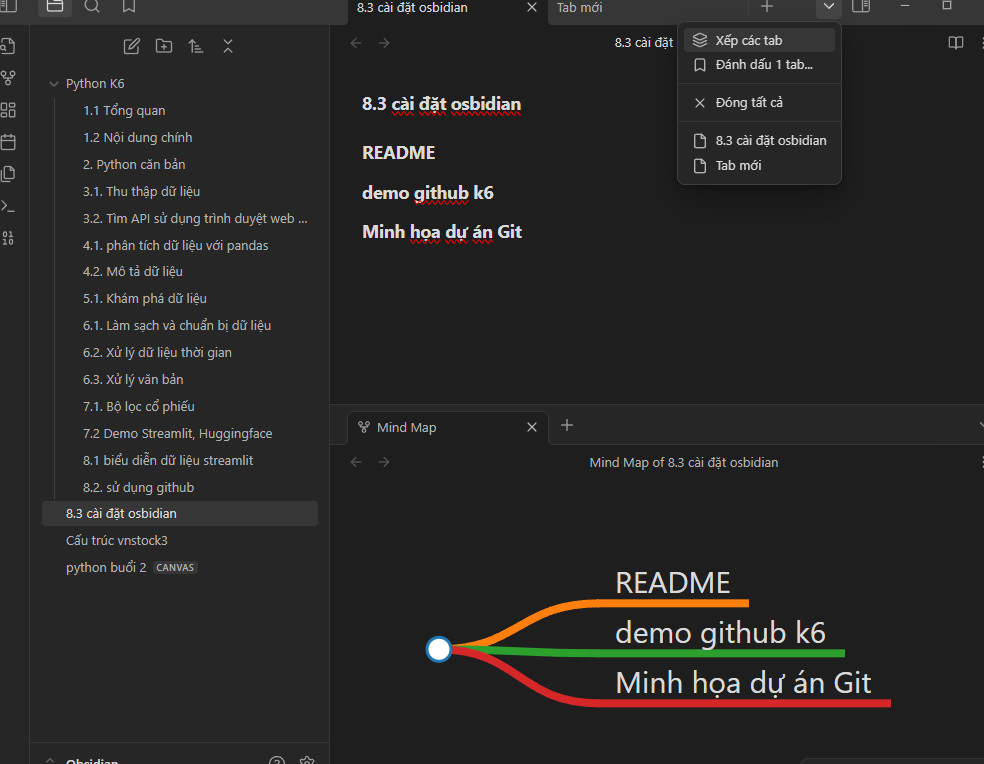 8.3 cài đặt osbidian
Tab mới
8.3 cài đặt
Xếp các tab
Đánh dấu 1 tab...
Đóng tất cả
8.3 cài đặt osbidian
Tab mới
Python K6
1.1 Tổng quan
1.2 Nội dung chính
2. Python căn bản
3.1. Thu thập dữ liệu
3.2. Tìm API sử dụng trình duyệt web ...
4.1. phân tích dữ liệu với pandas
4.2. Mô tả dữ liệu
5.1. Khám phá dữ liệu
6.1. Làm sạch và chuẩn bị dữ liệu
6.2. Xử lý dữ liệu thời gian
6.3. Xử lý văn bản
7.1. Bộ lọc cổ phiếu
7.2 Demo Streamlit, Huggingface
8.1 biểu diễn dữ liệu streamlit
8.2. sử dụng github
8.3 cài đặt osbidian
Cấu trúc vnstock3
python buổi 2 CANVAS
Obsidian
8.3 cài đặt osbidian
README
demo github k6
Minh họa dự án Git
Mind Map
Mind Map of 8.3 cài đặt osbidian
README
demo github k6
Minh họa dự án Git